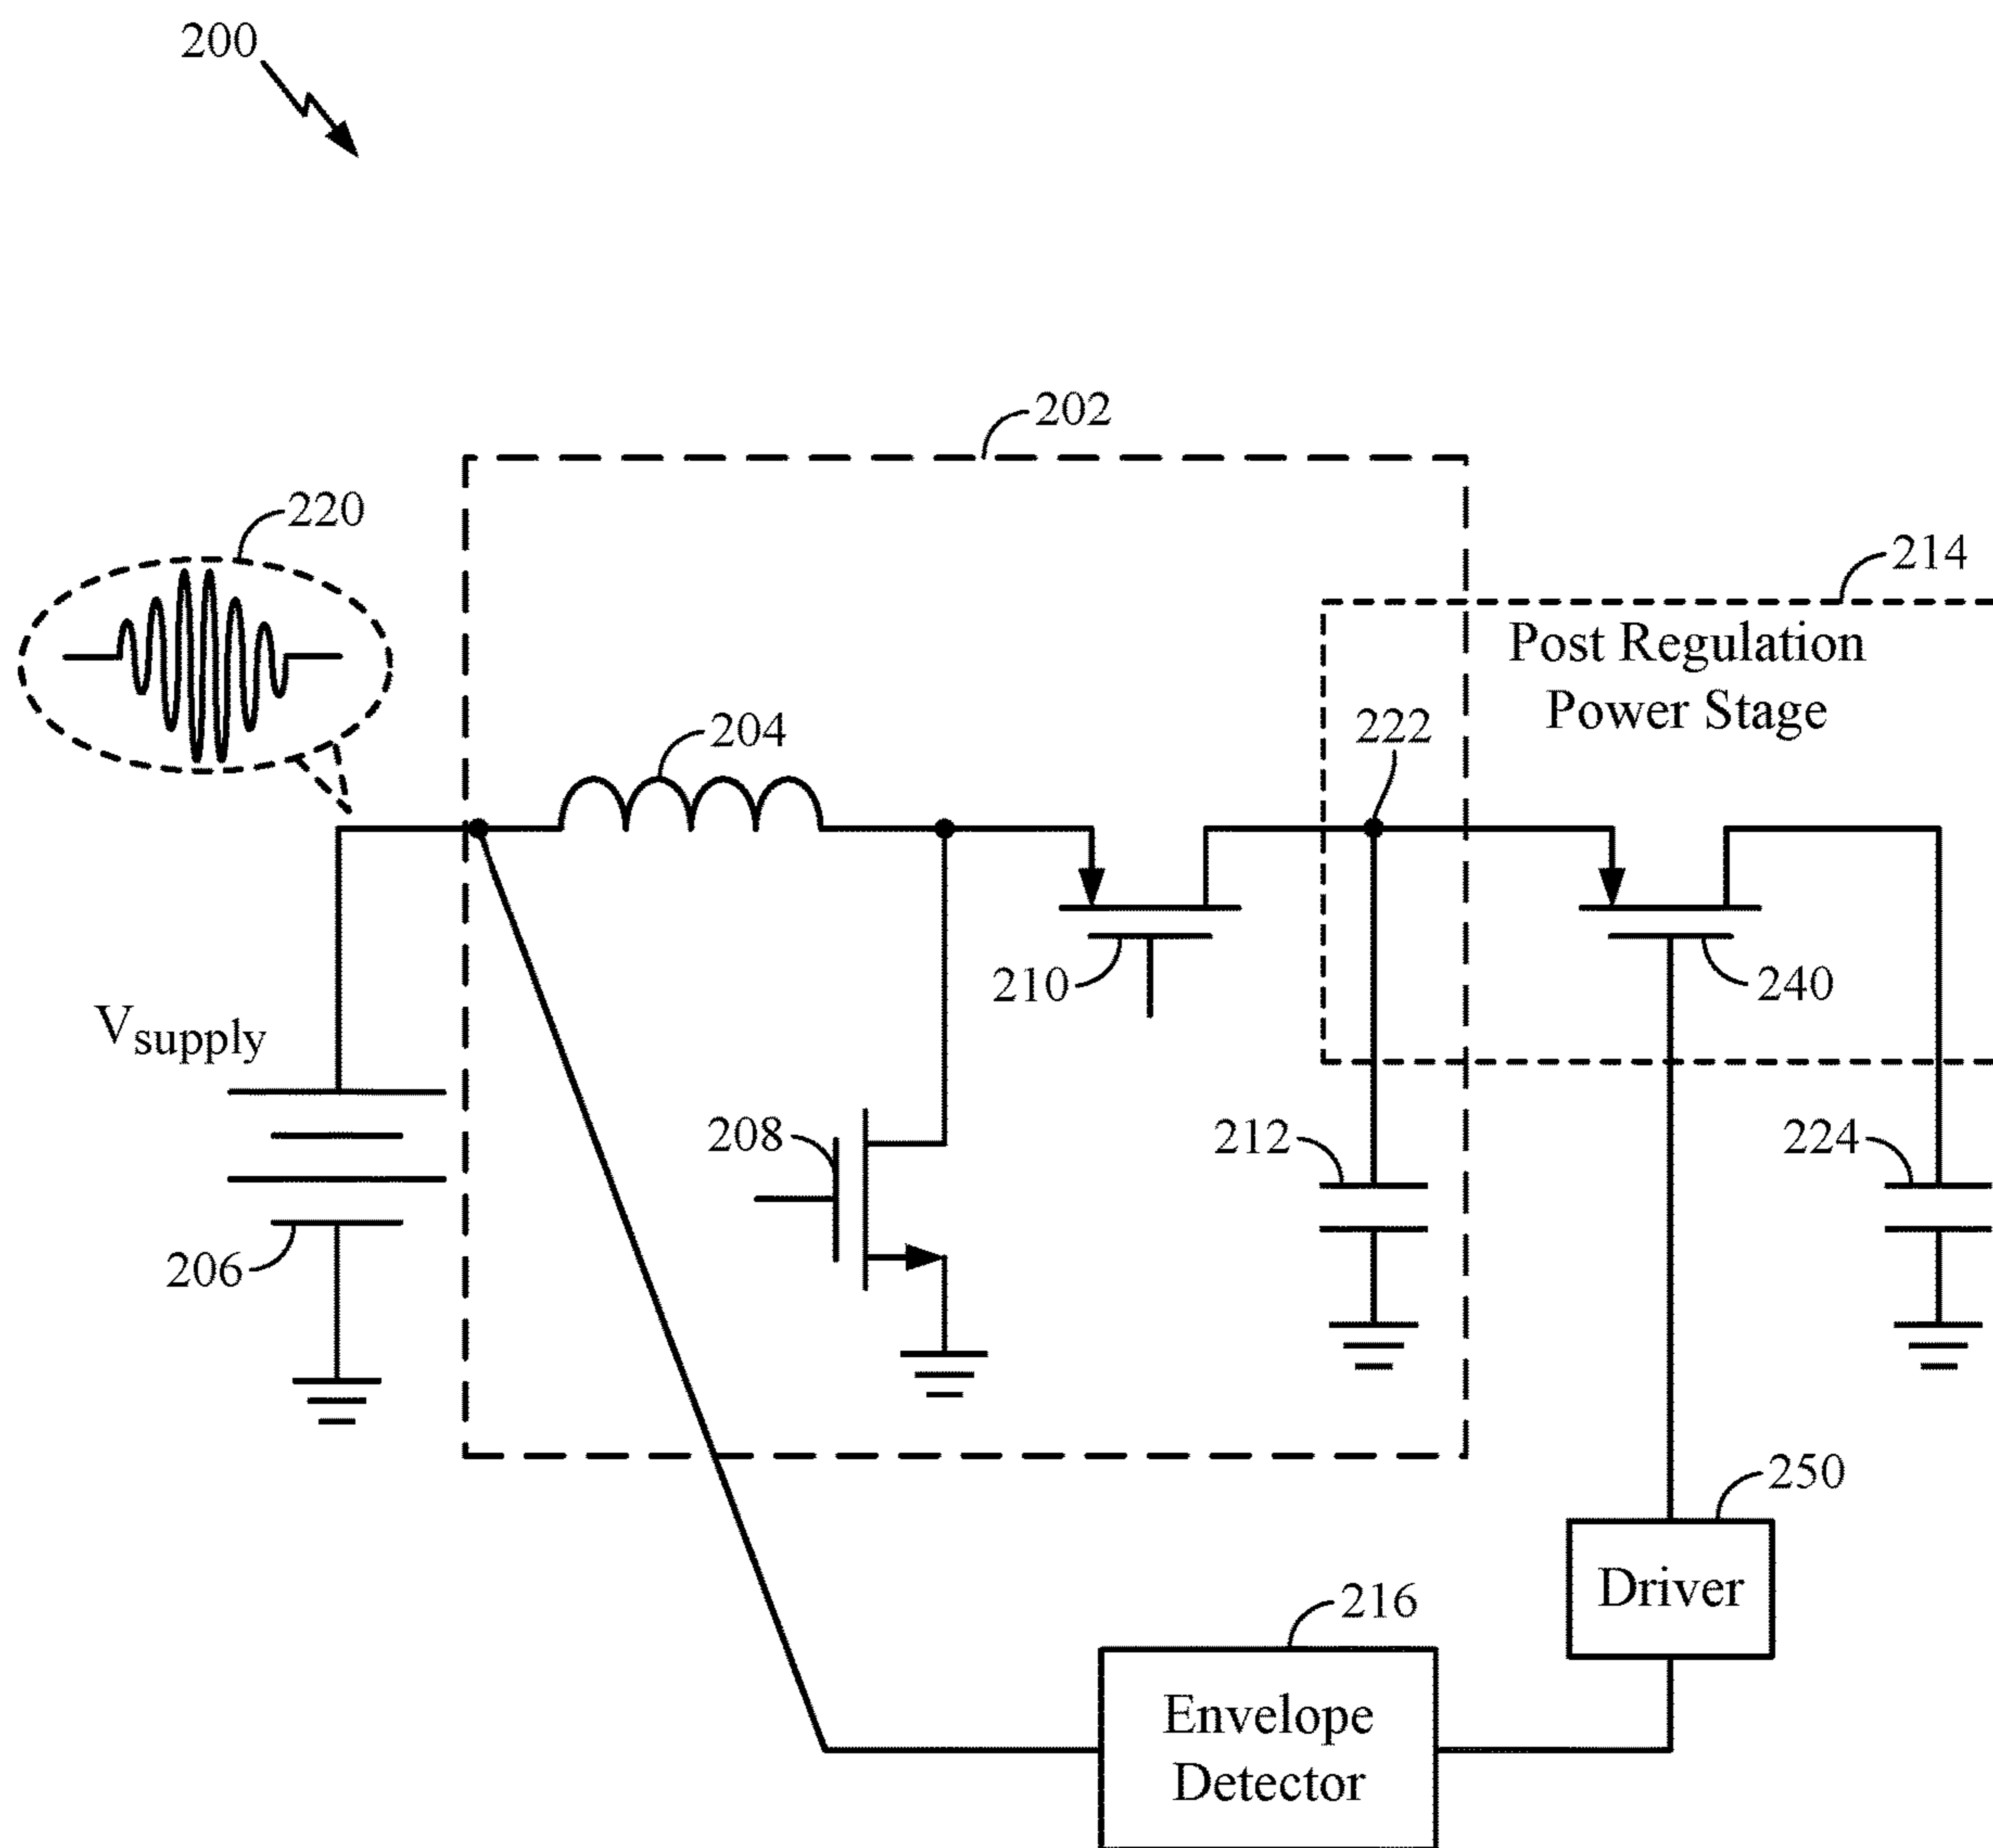 200
202
220
214
Post Regulation
Power Stage
204
222
210
240
Vsupply
208
212
224
206
250
Driver
216
Envelope
Detector